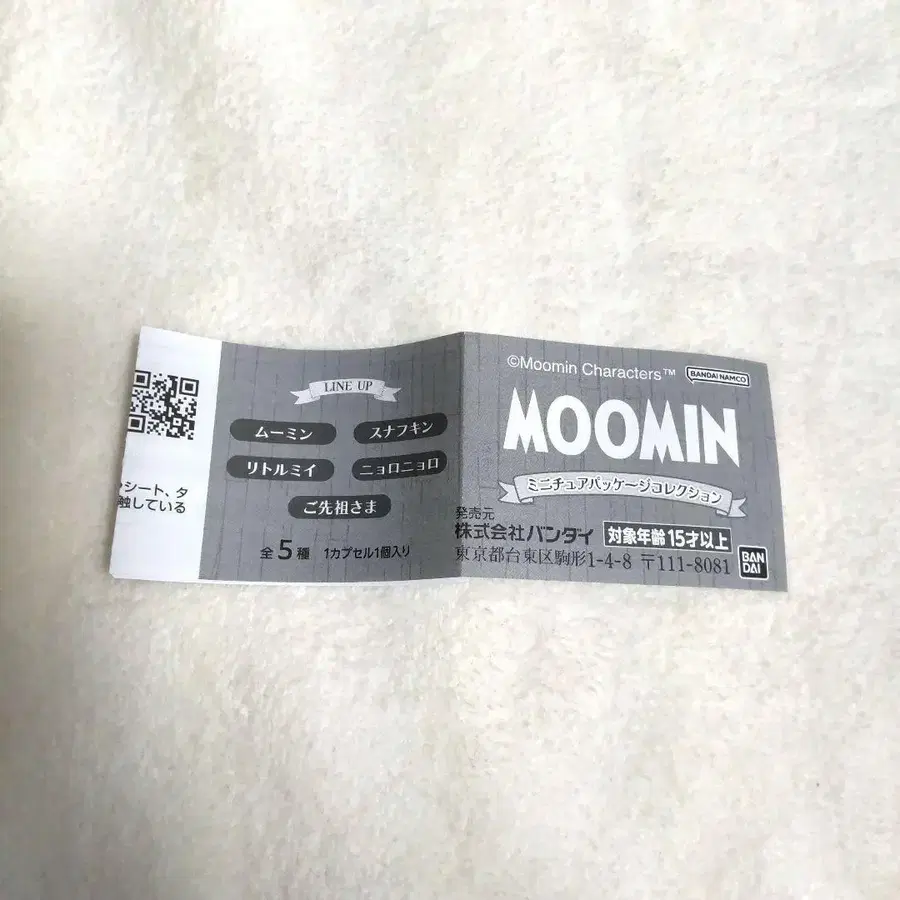 シート、タ
触している
LINE UP
ムーミン
スナフキン
リトルミイ
ニョロニョロ
ご先祖さま
全5種 1カプセル1個入り
©Moomin Characters™
BANDAI NAMCO
MOOMIN
ミニチュアパッケージコレクション
発売元
株式会社バンダイ
対象年齢15才以上
東京都台東区駒形1-4-8 〒111-8081
BAN
DAI